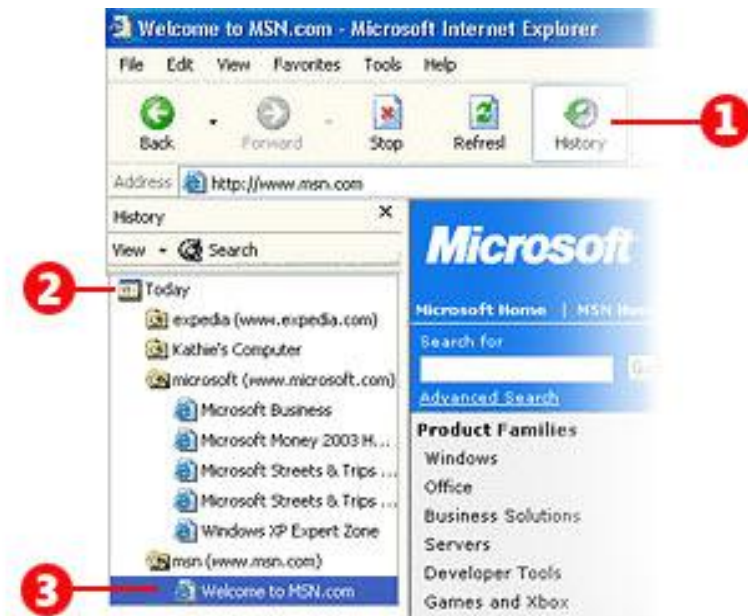 Welcome to MSN.com - Microsoft Internet Explorer
File Edit View Favorites Tools Help
Back Forward Stop Refresl History
1
Address http://www.msn.com
History
View Search
2
Today
expedia (www.expedia.com)
Kathie's Computer
microsoft (www.microsoft.com)
Microsoft Business
Microsoft Money 2003 H...
Microsoft Streets & Trips ...
Microsoft Streets & Trips ...
Windows XP Expert Zone
msn (www.msn.com)
3
Welcome to MSN.com
Microsoft
Microsoft Home | MSN
Search for
Advanced Search
Product Families
Windows
Office
Business Solutions
Servers
Developer Tools
Games and Xbox